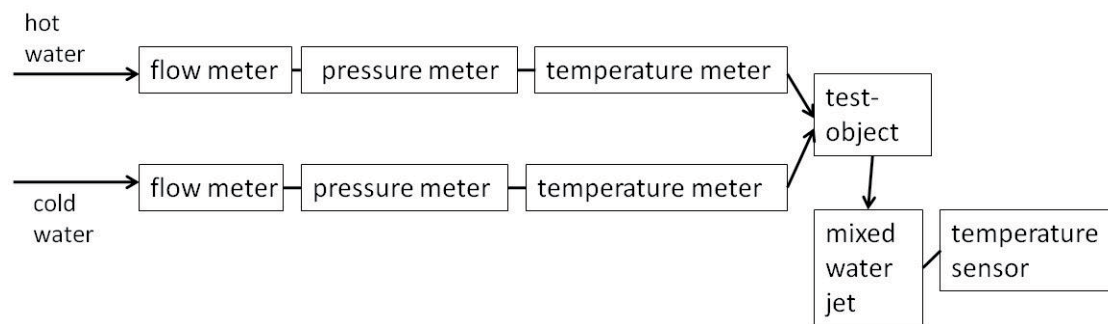 hot
water
flow meter
pressure meter
temperature meter
test-
object
cold
water
flow meter
pressure meter
temperature meter
mixed
water
jet
temperature
sensor